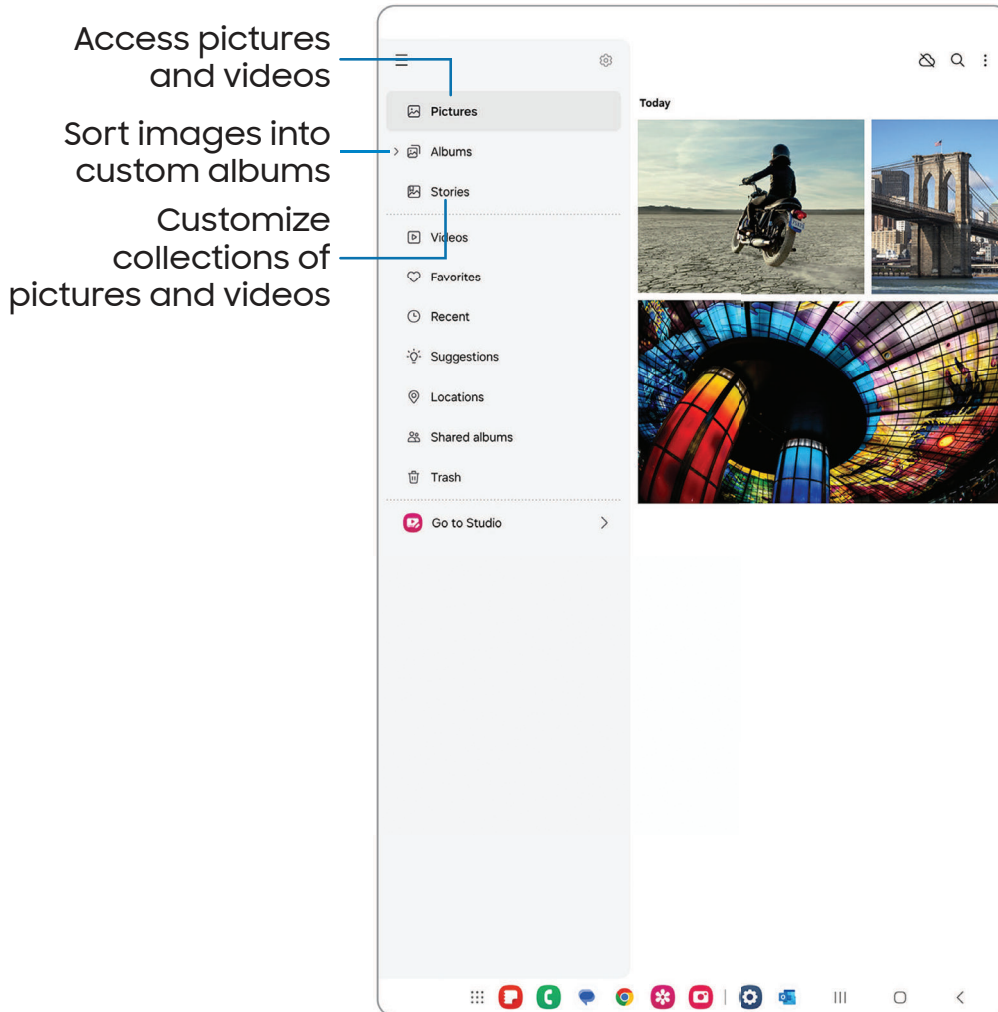 Access pictures
and videos
Sort images into
custom albums
Customize
collections of
pictures and videos
Pictures
Albums
Stories
Videos
Favorites
Recent
Suggestions
Locations
Shared albums
Trash
Go to Studio
Today